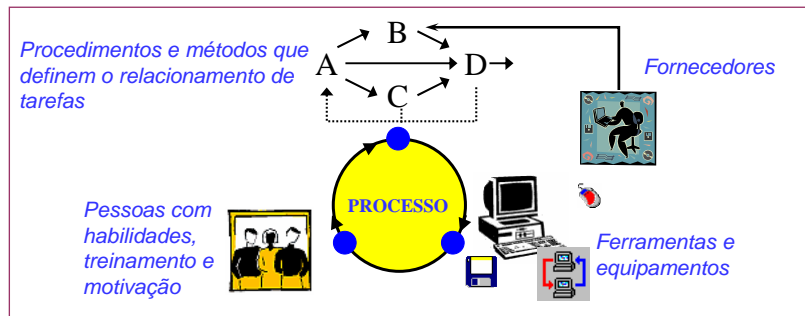 Procedimentos e métodos que
definem o relacionamento de
tarefas
B
A
D
C
Fornecedores
PROCESSO
Pessoas com
habilidades,
treinamento e
motivação
Ferramentas e
equipamentos